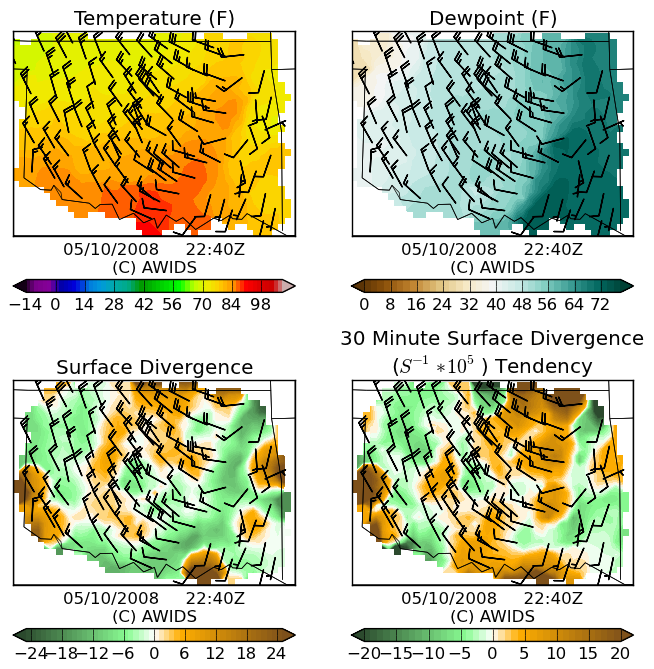 Temperature (F)
Dewpoint (F)
05/10/2008 22:40Z
(C) AWIDS
−14 0 14 28 42 56 70 84 98
05/10/2008 22:40Z
(C) AWIDS
0 8 16 24 32 40 48 56 64 72
Surface Divergence
30 Minute Surface Divergence
(S⁻¹ *10⁵ ) Tendency
05/10/2008 22:40Z
(C) AWIDS
−24 −18 −12 −6 0 6 12 18 24
05/10/2008 22:40Z
(C) AWIDS
−20 −15 −10 −5 0 5 10 15 20